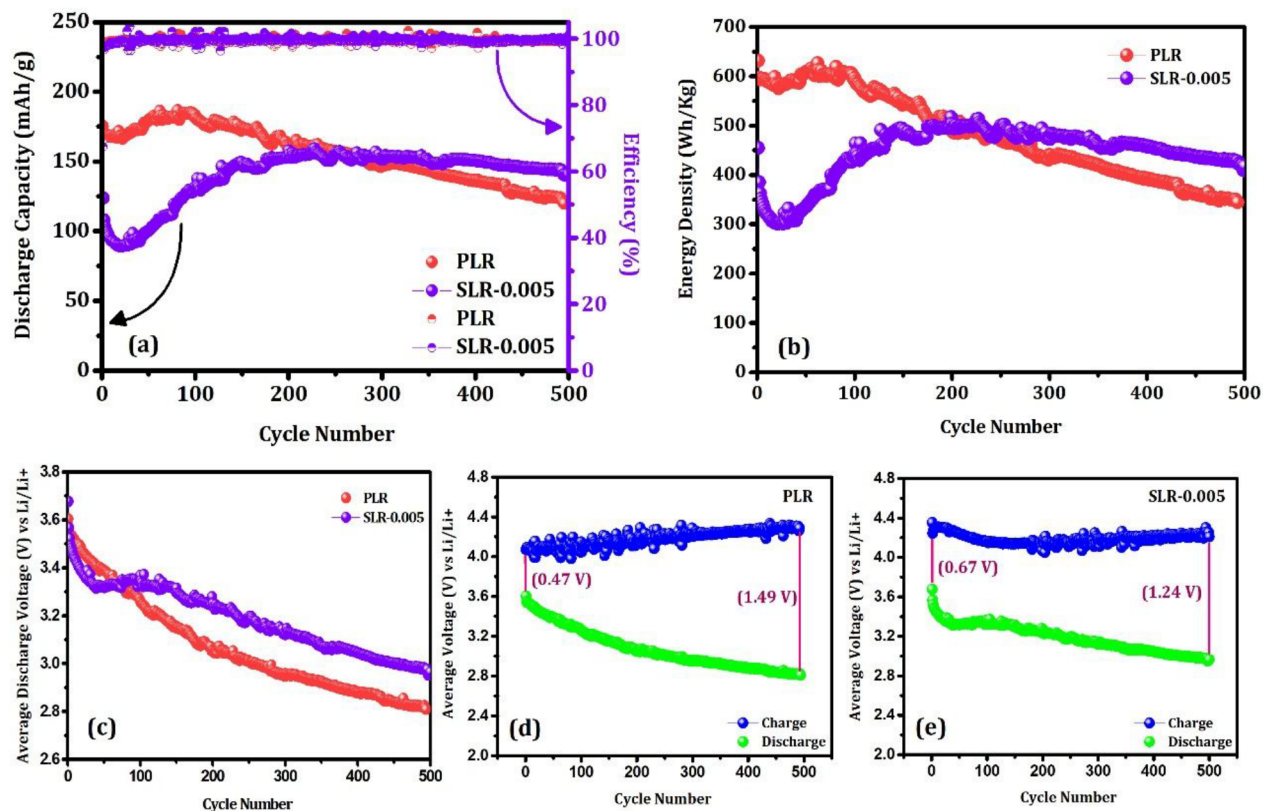 250
200
150
100
50
0
Discharge Capacity (mAh/g)
100
80
60
40
20
0
Efficiency (%)
PLR
SLR-0.005
PLR
SLR-0.005
(a)
0 100 200 300 400 500
Cycle Number
700
600
500
400
300
200
100
0
Energy Density (Wh/Kg)
PLR
SLR-0.005
(b)
0 100 200 300 400 500
Cycle Number
3.8
3.6
3.4
3.2
3.0
2.8
2.6
Average Discharge Voltage (V) vs Li/Li+
PLR
SLR-0.005
(c)
0 100 200 300 400 500
Cycle Number
4.8
4.4
4.0
3.6
3.2
2.8
2.4
2.0
Average Voltage (V) vs Li/Li+
PLR
(0.47 V)
(1.49 V)
Charge
Discharge
(d)
0 100 200 300 400 500
Cycle Number
4.8
4.4
4.0
3.6
3.2
2.8
2.4
2.0
Average Voltage (V) vs Li/Li+
SLR-0.005
(0.67 V)
(1.24 V)
Charge
Discharge
(e)
0 100 200 300 400 500
Cycle Number